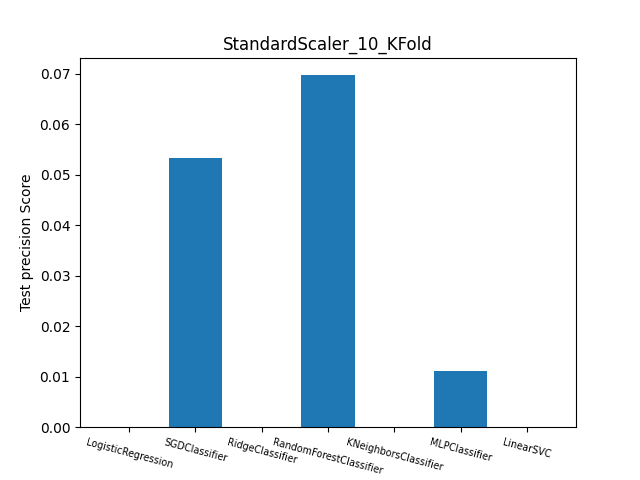 StandardScaler_10_KFold
Test precision Score
0.07
0.06
0.05
0.04
0.03
0.02
0.01
0.00
LogisticRegression
SGDClassifier
RidgeClassifier
RandomForestClassifier
KNeighborsClassifier
MLPClassifier
LinearSVC